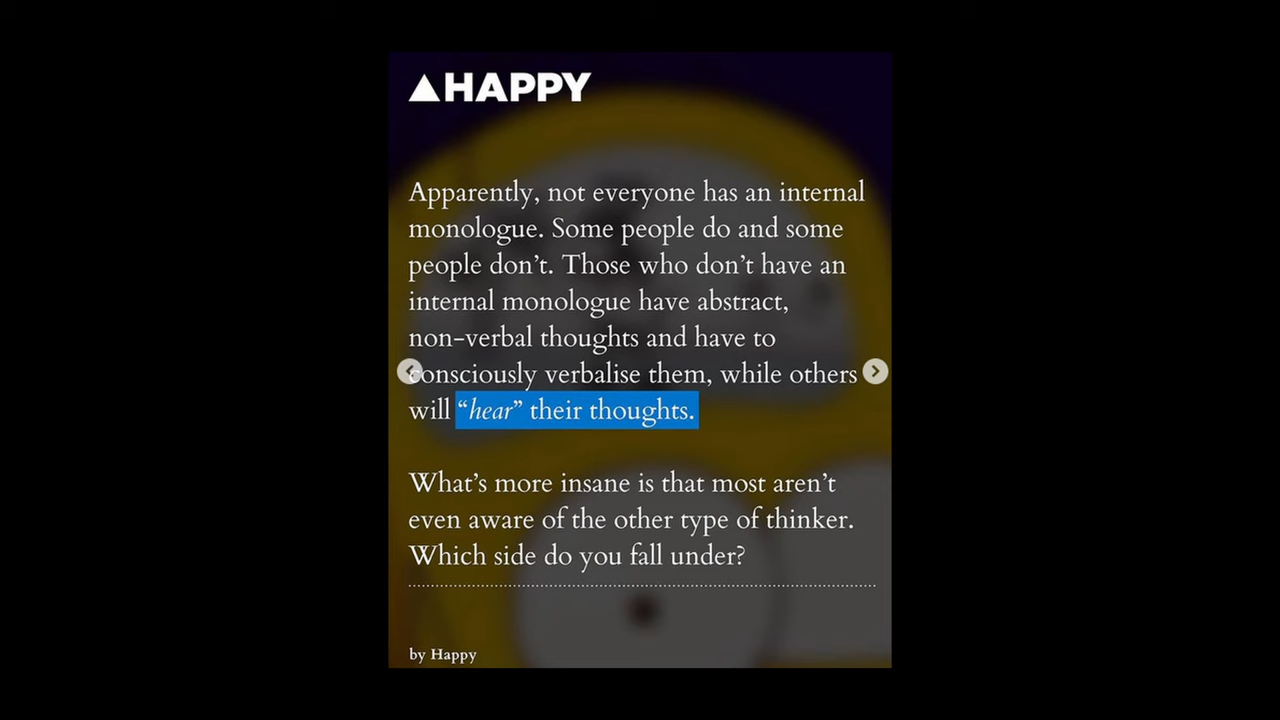 HAPPY
Apparently, not everyone has an internal
monologue. Some people do and some
people don’t. Those who don’t have an
internal monologue have abstract,
non-verbal thoughts and have to
consciously verbalise them, while others
will “hear” their thoughts.
What’s more insane is that most aren’t
even aware of the other type of thinker.
Which side do you fall under?
by Happy